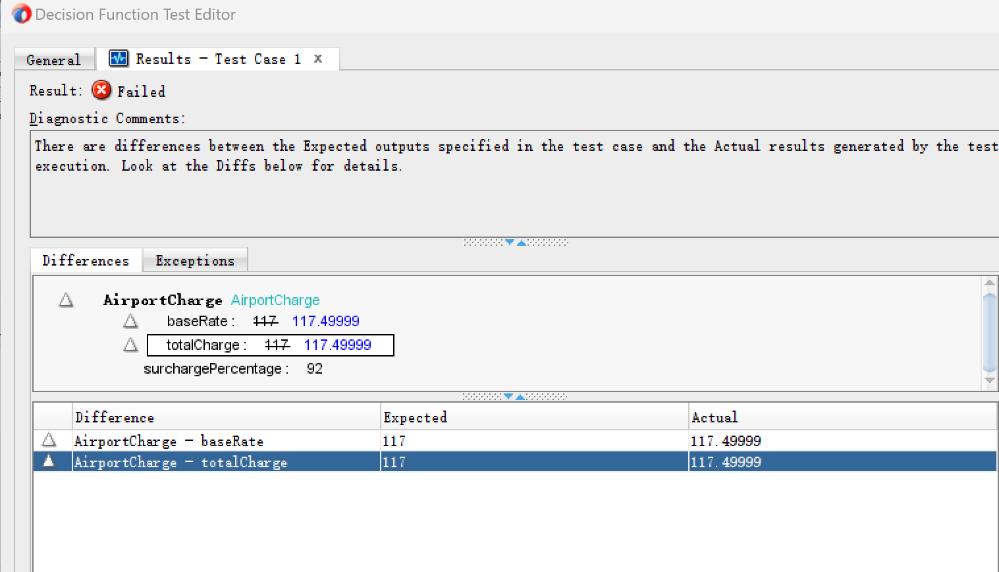 Decision Function Test Editor
General
Results - Test Case 1 x
Result: Failed
Diagnostic Comments:
There are differences between the Expected outputs specified in the test case and the Actual results generated by the test
execution. Look at the Diffs below for details.
Differences
Exceptions
AirportCharge AirportCharge
baseRate : 117 117.49999
totalCharge : 117 117.49999
surchargePercentage : 92
Difference Expected Actual
AirportCharge - baseRate 117 117.49999
AirportCharge - totalCharge 117 117.49999